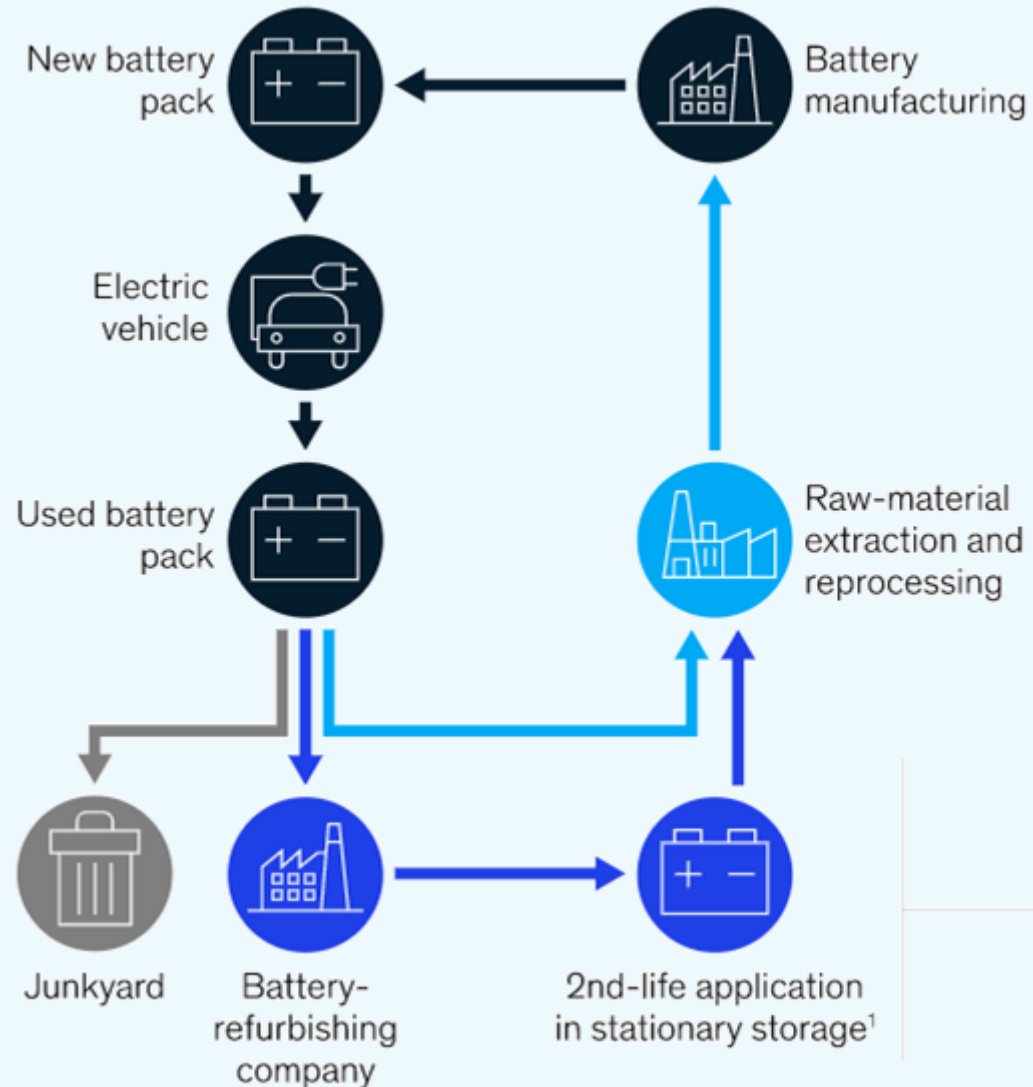 New battery
pack
Battery
manufacturing
Electric
vehicle
Used battery
pack
Raw-material
extraction and
reprocessing
Junkyard
Battery-
refurbishing
company
2nd-life application
in stationary storage¹